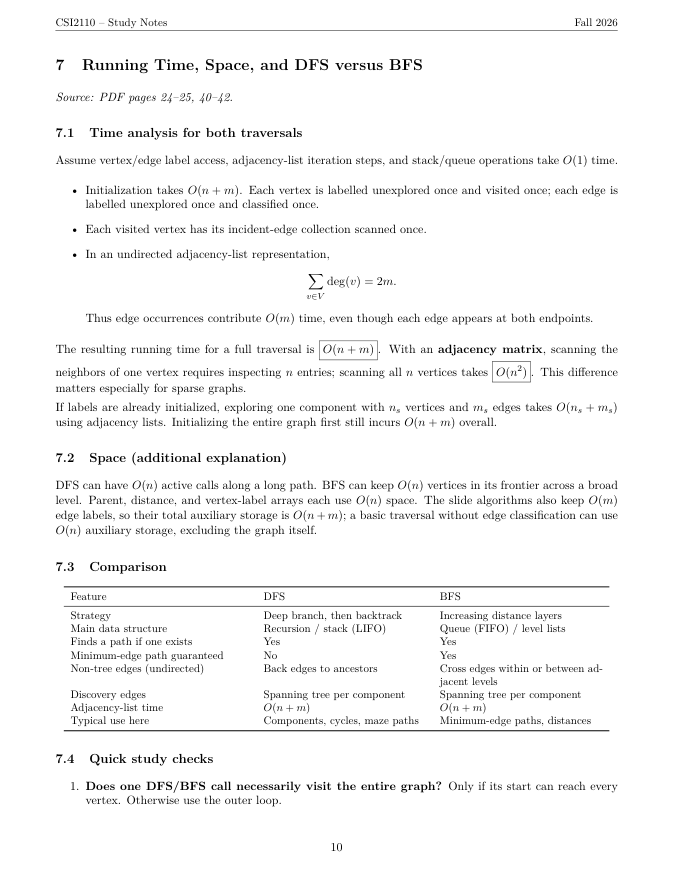 CSI2110 – Study Notes Fall 2026
7 Running Time, Space, and DFS versus BFS
Source: PDF pages 24–25, 40–42.
7.1 Time analysis for both traversals
Assume vertex/edge label access, adjacency-list iteration steps, and stack/queue operations take O(1) time.
• Initialization takes O(n + m). Each vertex is labelled unexplored once and visited once; each edge is
labelled unexplored once and classified once.
• Each visited vertex has its incident-edge collection scanned once.
• In an undirected adjacency-list representation,
∑ deg(v) = 2m.
v∈V
Thus edge occurrences contribute O(m) time, even though each edge appears at both endpoints.
The resulting running time for a full traversal is O(n + m). With an adjacency matrix, scanning the
neighbors of one vertex requires inspecting n entries; scanning all n vertices takes O(n²). This difference
matters especially for sparse graphs.
If labels are already initialized, exploring one component with nₛ vertices and mₛ edges takes O(nₛ + mₛ)
using adjacency lists. Initializing the entire graph first still incurs O(n + m) overall.
7.2 Space (additional explanation)
DFS can have O(n) active calls along a long path. BFS can keep O(n) vertices in its frontier across a broad
level. Parent, distance, and vertex-label arrays each use O(n) space. The slide algorithms also keep O(m)
edge labels, so their total auxiliary storage is O(n + m); a basic traversal without edge classification can use
O(n) auxiliary storage, excluding the graph itself.
7.3 Comparison
Feature DFS BFS
Strategy Deep branch, then backtrack Increasing distance layers
Main data structure Recursion / stack (LIFO) Queue (FIFO) / level lists
Finds a path if one exists Yes Yes
Minimum-edge path guaranteed No Yes
Non-tree edges (undirected) Back edges to ancestors Cross edges within or between ad-
jacent levels
Discovery edges Spanning tree per component Spanning tree per component
Adjacency-list time O(n + m) O(n + m)
Typical use here Components, cycles, maze paths Minimum-edge paths, distances
7.4 Quick study checks
1. Does one DFS/BFS call necessarily visit the entire graph? Only if its start can reach every
vertex. Otherwise use the outer loop.
10